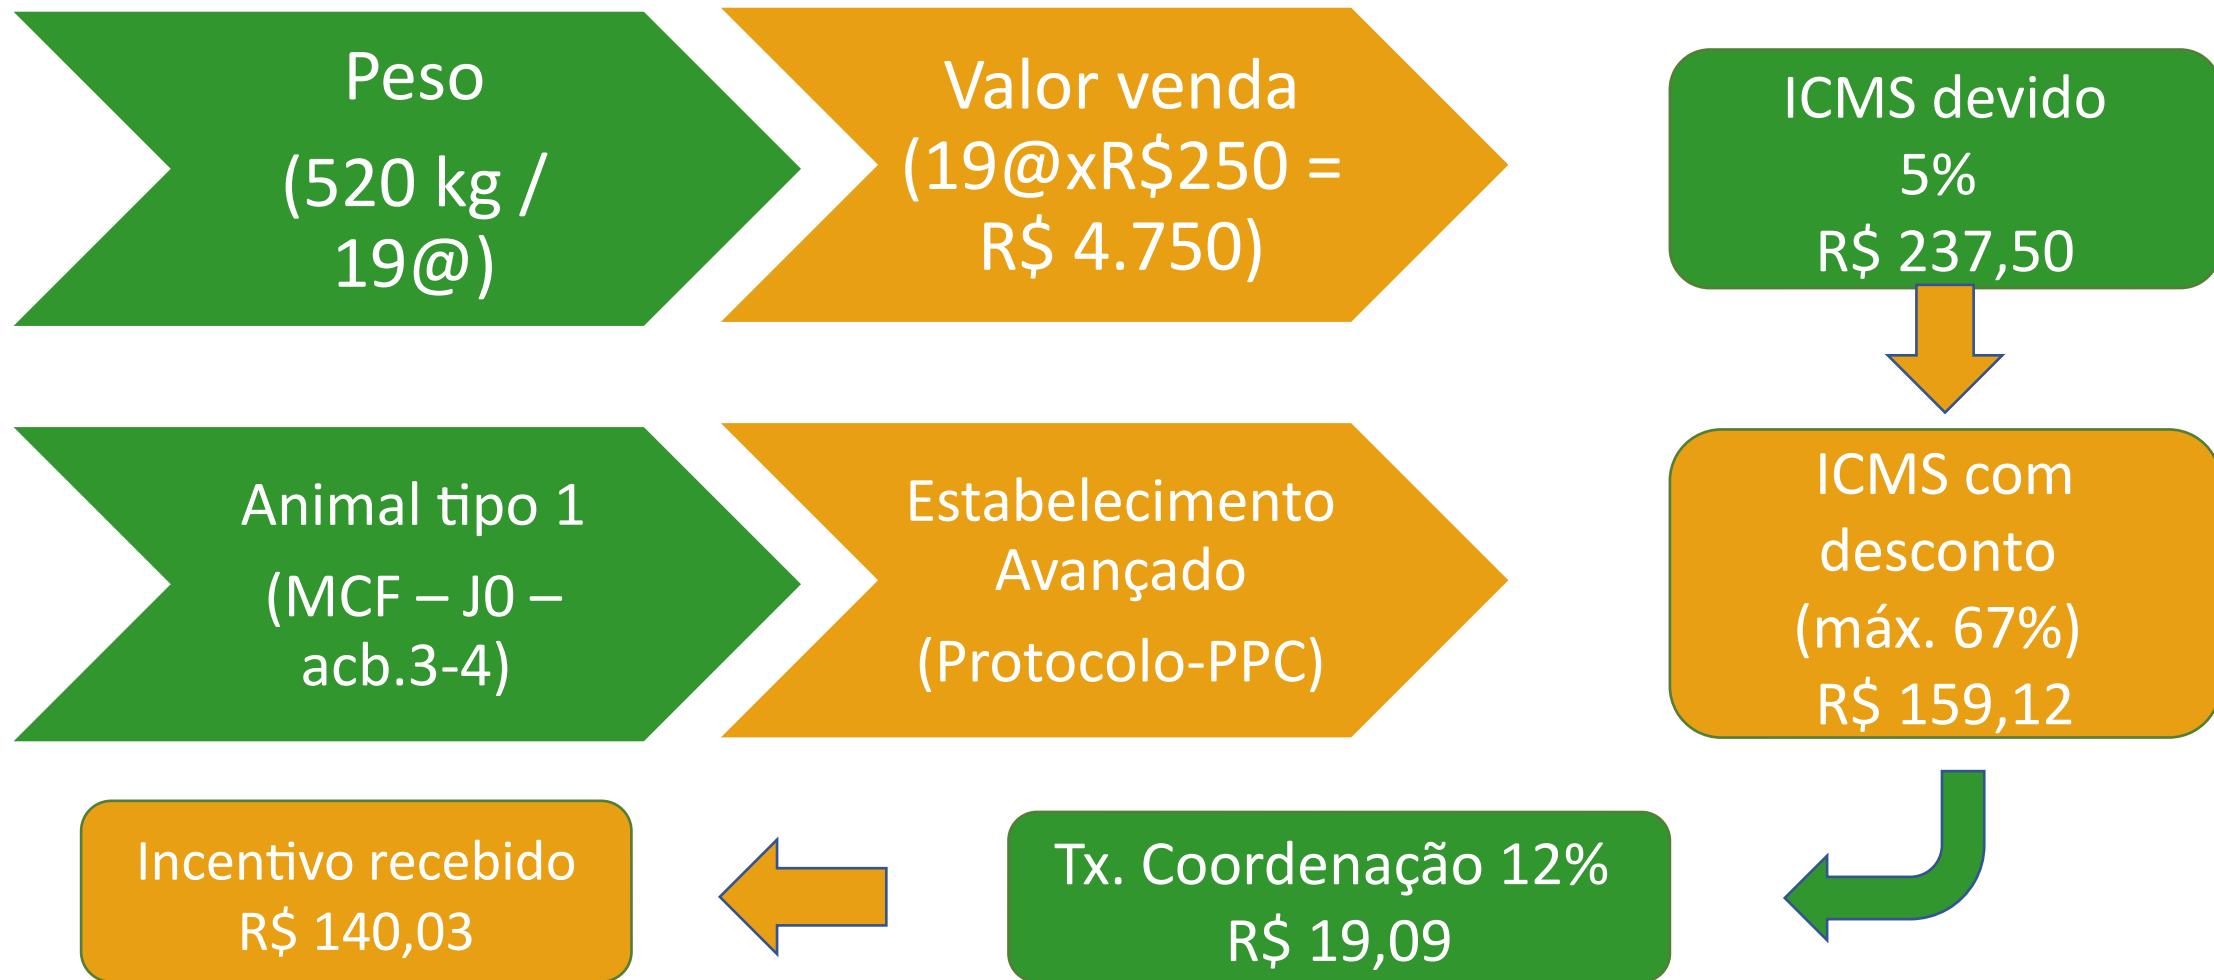 Peso
(520 kg /
19@)
Valor venda
(19@xR$250 =
R$ 4.750)
ICMS devido
5%
R$ 237,50
Animal tipo 1
(MCF – J0 –
acb.3-4)
Estabelecimento
Avançado
(Protocolo-PPC)
ICMS com
desconto
(máx. 67%)
R$ 159,12
Incentivo recebido
R$ 140,03
Tx. Coordenação 12%
R$ 19,09